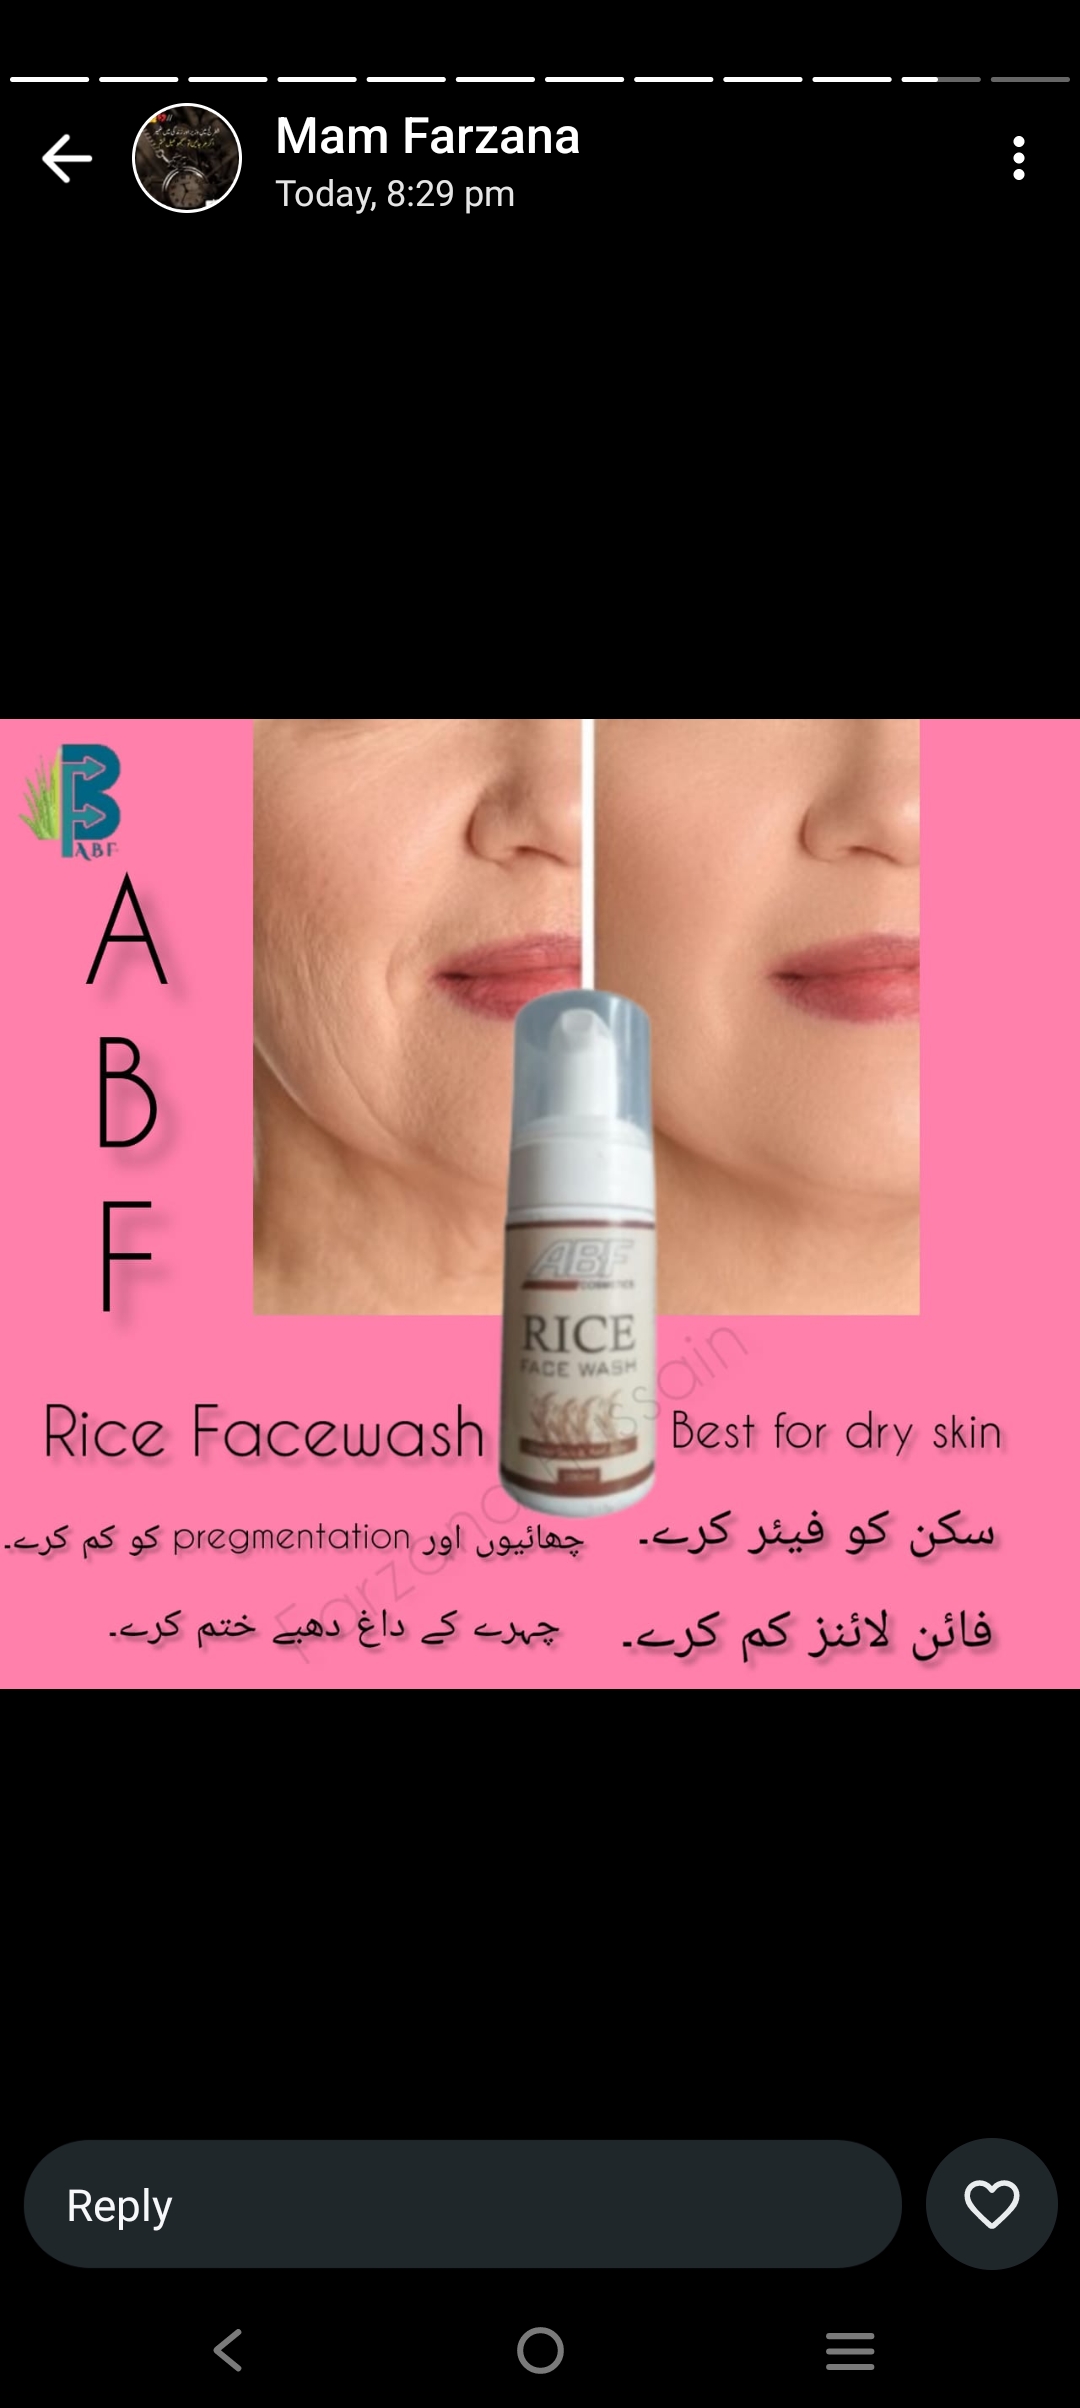 Mam Farzana
Today, 8:29 pm
ABF
A
B
F
ABF
COSMETICS
RICE
FACE WASH
Rice Facewash
Best for dry skin
چھائیوں اور pregmentation کو کم کرے۔
سکن کو فیئر کرے۔
چہرے کے داغ دھبے ختم کرے۔
فائن لائنز کم کرے۔
Reply